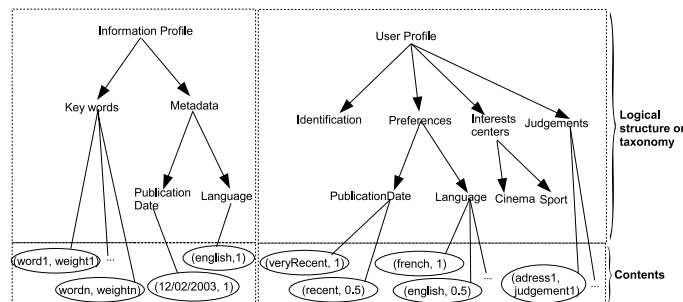 Information Profile
User Profile
Key words
Metadata
Identification
Preferences
Interests
centers
Judgements
Logical
structure or
taxonomy
Publication
Date
Language
PublicationDate
Language
Cinema
Sport
(word1, weight1)
...
(english,1)
(veryRecent, 1)
(french, 1)
...
...
wordn, weightn)
(12/02/2003, 1)
(recent, 0.5)
(english, 0.5)
(adress1,
judgement1)
Contents